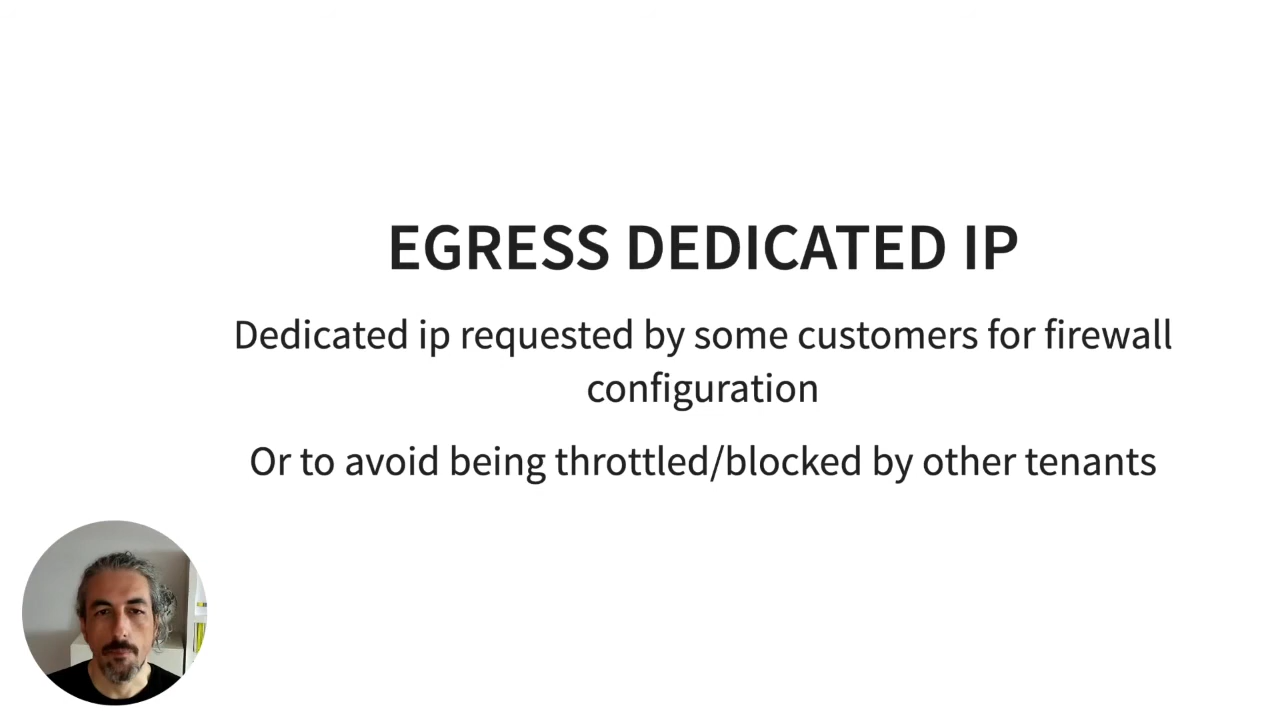 EGRESS DEDICATED IP
Dedicated ip requested by some customers for firewall
configuration
Or to avoid being throttled/blocked by other tenants